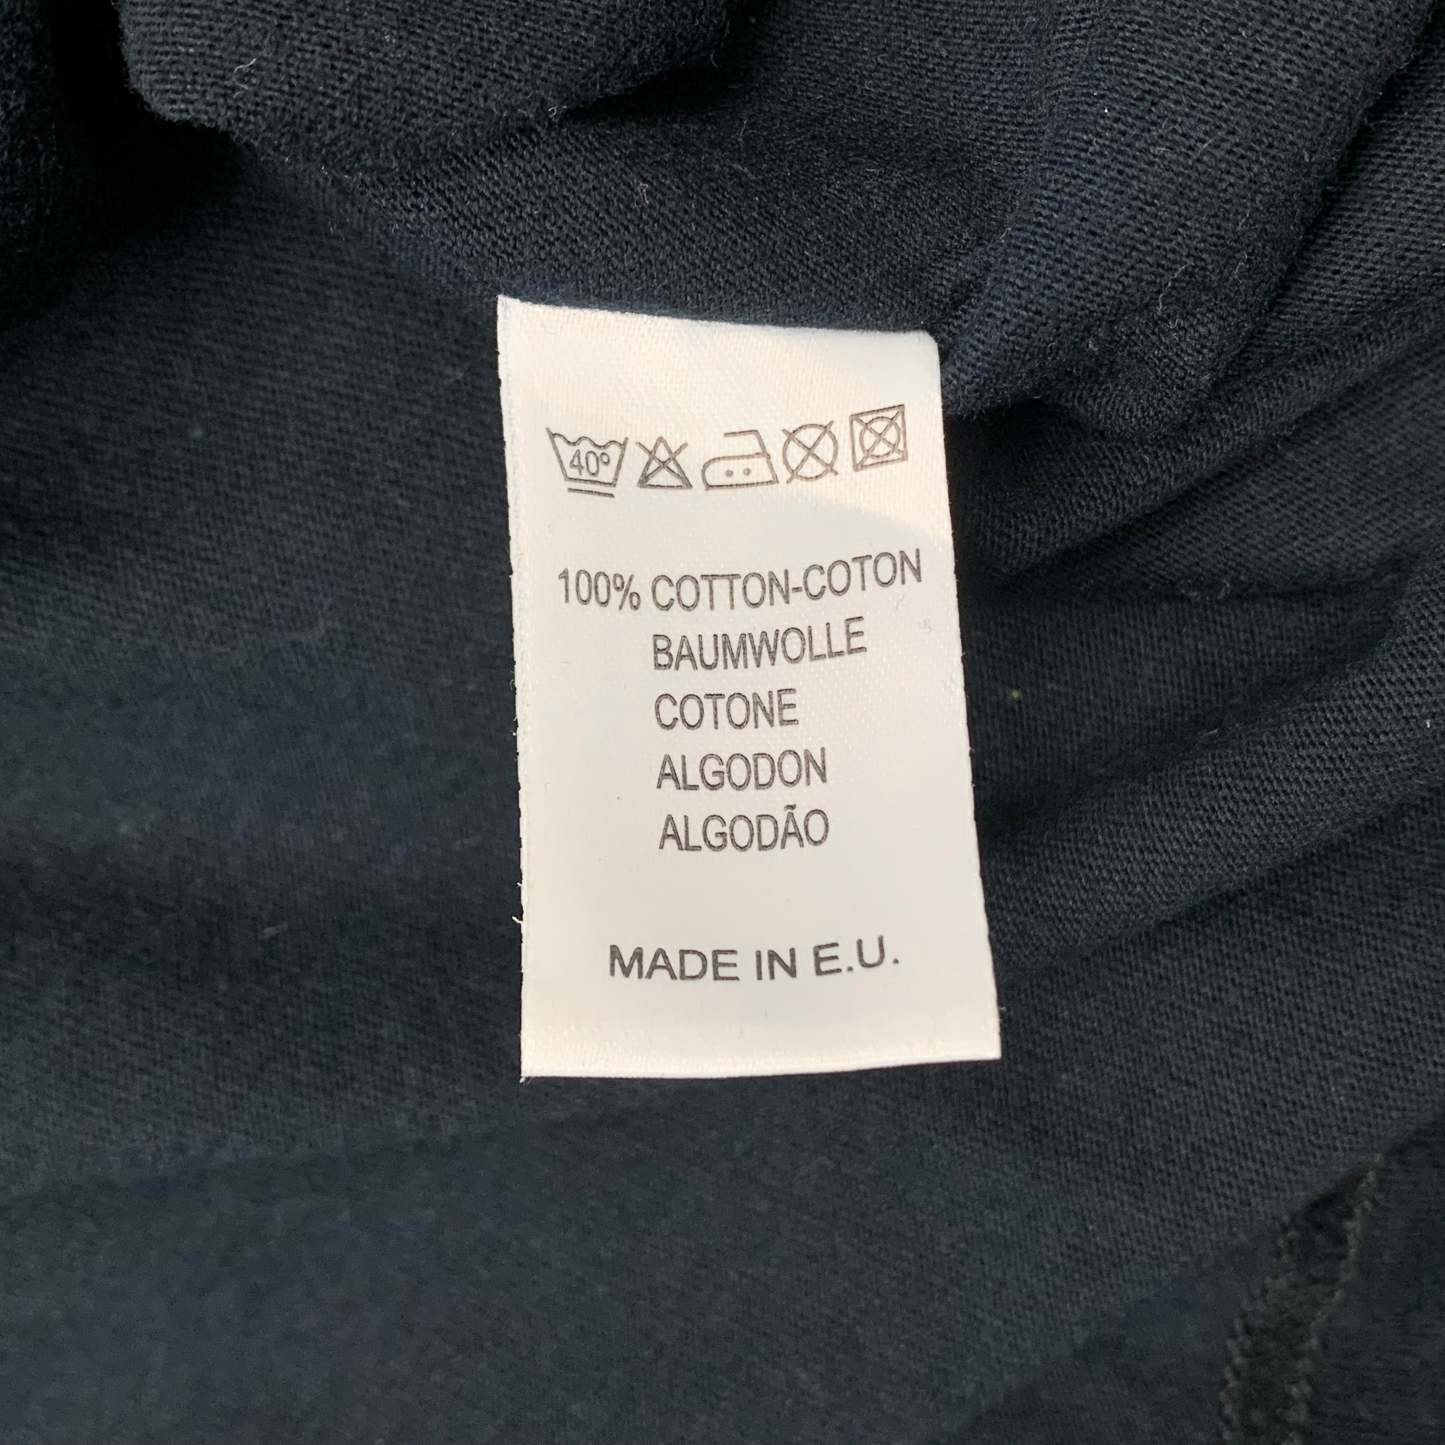 40°
100% COTTON-COTON
BAUMWOLLE
COTONE
ALGODON
ALGODÃO
MADE IN E.U.